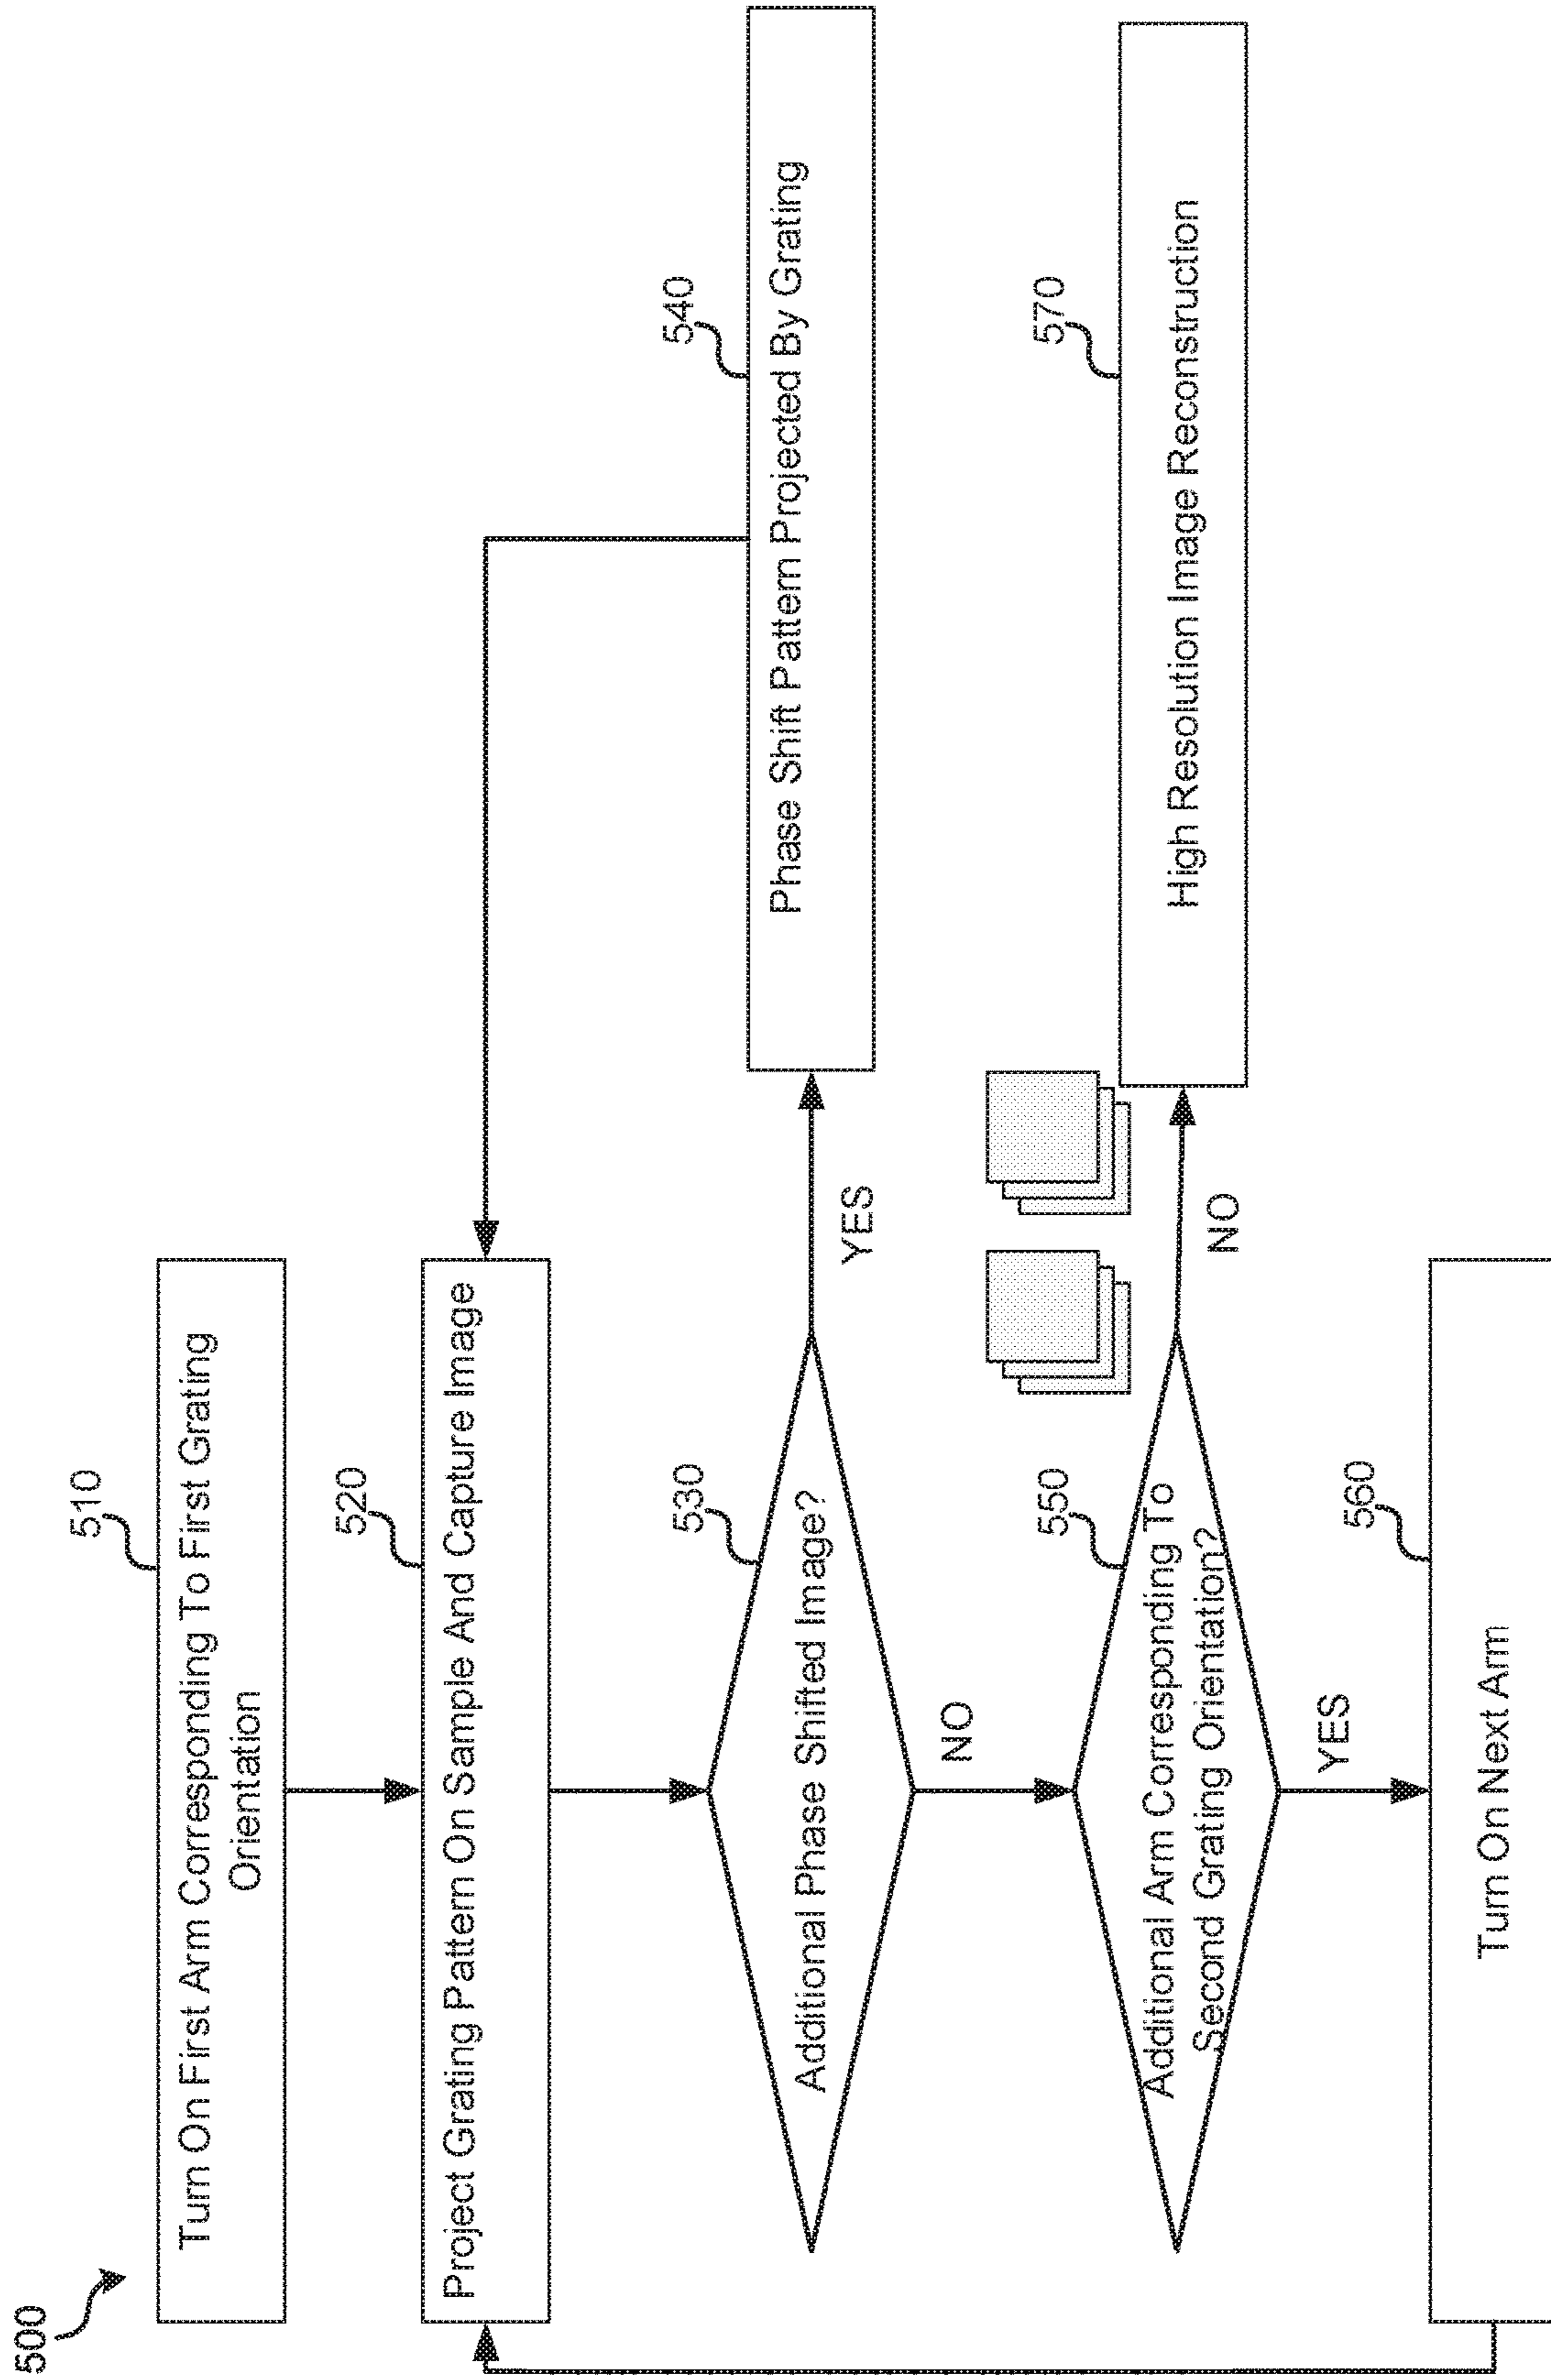 500
510
Turn On First Arm Corresponding To First Grating
Orientation
520
Project Grating Pattern On Sample And Capture Image
530
Additional Phase Shifted Image?
YES
540
Phase Shift Pattern Projected By Grating
NO
550
Additional Arm Corresponding To
Second Grating Orientation?
NO
570
High Resolution Image Reconstruction
YES
560
Turn On Next Arm